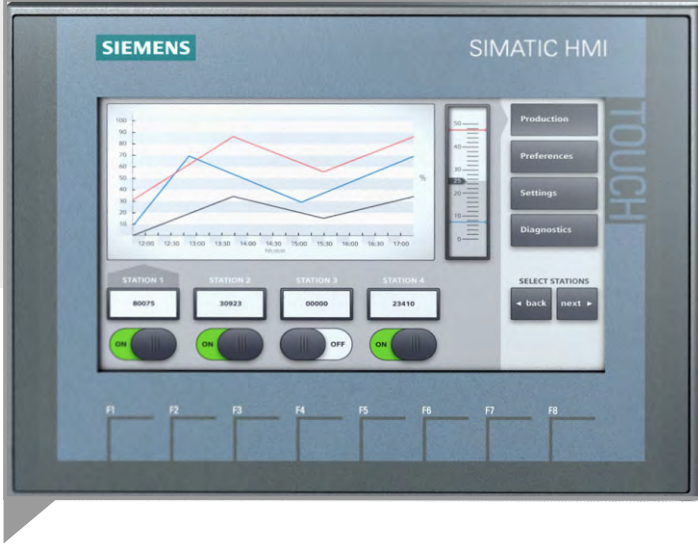 SIEMENS
SIMATIC HMI
TOUCH
100
90
80
70
60
50
40
30
20
10
%
12:00 12:30 13:00 13:30 14:00 14:30 15:00 15:30 16:00 16:30 17:00
50
40
30
25
20
10
0
Production
Preferences
Settings
Diagnostics
STATION 1 STATION 2 STATION 3 STATION 4
80075 30923 00000 23410
ON ON OFF ON
SELECT STATIONS
◄ back next ►
F1 F2 F3 F4 F5 F6 F7 F8